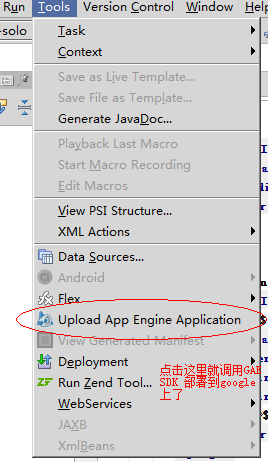 Run Tools Version Control Window Hel
-solo
Task
Context
Save as Live Template...
Save File as Template...
Generate JavaDoc...
Playback Last Macro
Start Macro Recording
Edit Macros
View PSI Structure...
XML Actions
Data Sources...
Android
Flex
Upload App Engine Application
View Generated Manifest
Deployment
点击这里就调用GAE
Run Zend Tool...
SDK 部署到google
上了
WebServices
JAXB
XmlBeans